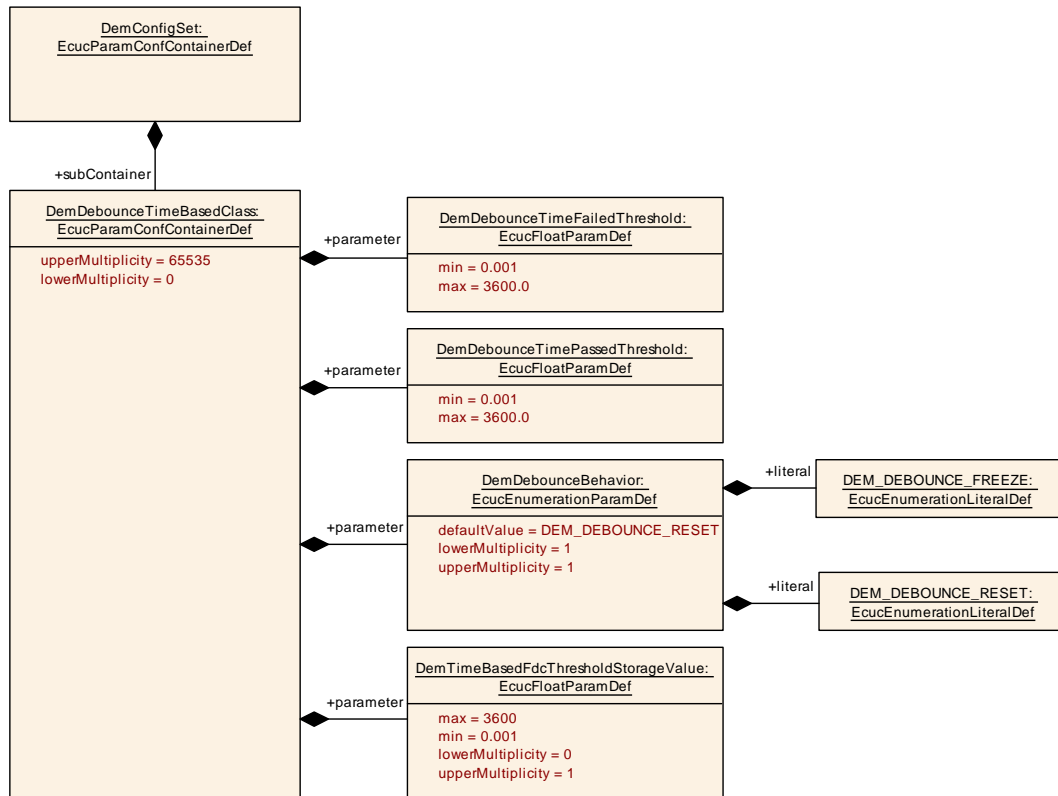 DemConfigSet:
EcucParamConfContainerDef
+subContainer
DemDebounceTimeBasedClass:
EcucParamConfContainerDef
upperMultiplicity = 65535
lowerMultiplicity = 0
+parameter
DemDebounceTimeFailedThreshold:
EcucFloatParamDef
min = 0.001
max = 3600.0
+parameter
DemDebounceTimePassedThreshold:
EcucFloatParamDef
min = 0.001
max = 3600.0
+parameter
DemDebounceBehavior:
EcucEnumerationParamDef
defaultValue = DEM_DEBOUNCE_RESET
lowerMultiplicity = 1
upperMultiplicity = 1
+literal
DEM_DEBOUNCE_FREEZE:
EcucEnumerationLiteralDef
+literal
DEM_DEBOUNCE_RESET:
EcucEnumerationLiteralDef
+parameter
DemTimeBasedFdcThresholdStorageValue:
EcucFloatParamDef
max = 3600
min = 0.001
lowerMultiplicity = 0
upperMultiplicity = 1